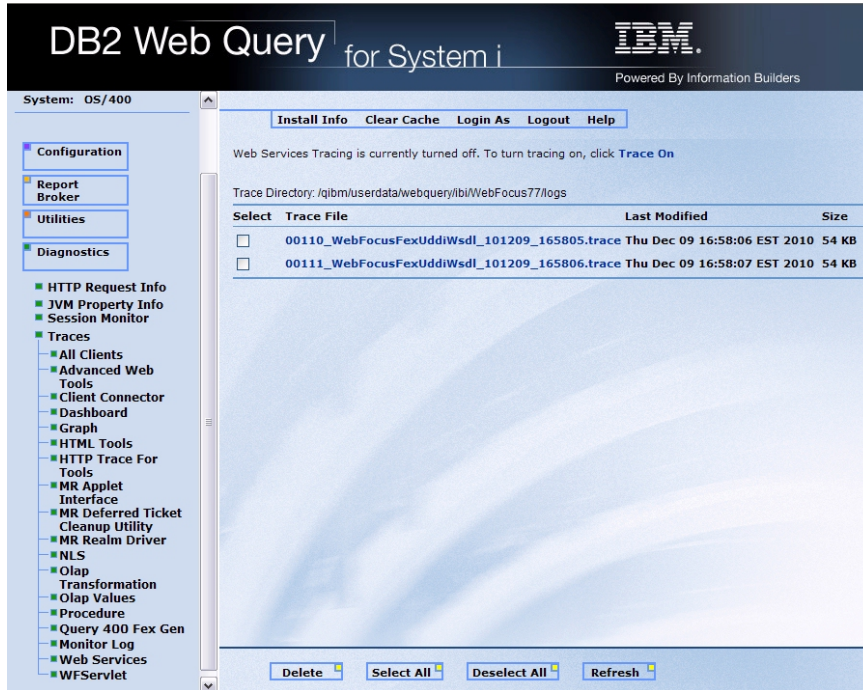 DB2 Web Query for System i
IBM.
Powered By Information Builders
System: OS/400
Configuration
Report
Broker
Utilities
Diagnostics
HTTP Request Info
JVM Property Info
Session Monitor
Traces
All Clients
Advanced Web
Tools
Client Connector
Dashboard
Graph
HTML Tools
HTTP Trace For
Tools
MR Applet
Interface
MR Deferred Ticket
Cleanup Utility
MR Realm Driver
NLS
Olap
Transformation
Olap Values
Procedure
Query 400 Fex Gen
Monitor Log
Web Services
WFServlet
Install Info Clear Cache Login As Logout Help
Web Services Tracing is currently turned off. To turn tracing on, click Trace On
Trace Directory: /qibm/userdata/webquery/ibi/WebFocus77/logs
Select Trace File Last Modified Size
00110_WebFocusFexUddiWsdl_101209_165805.trace Thu Dec 09 16:58:06 EST 2010 54 KB
00111_WebFocusFexUddiWsdl_101209_165806.trace Thu Dec 09 16:58:07 EST 2010 54 KB
Delete Select All Deselect All Refresh